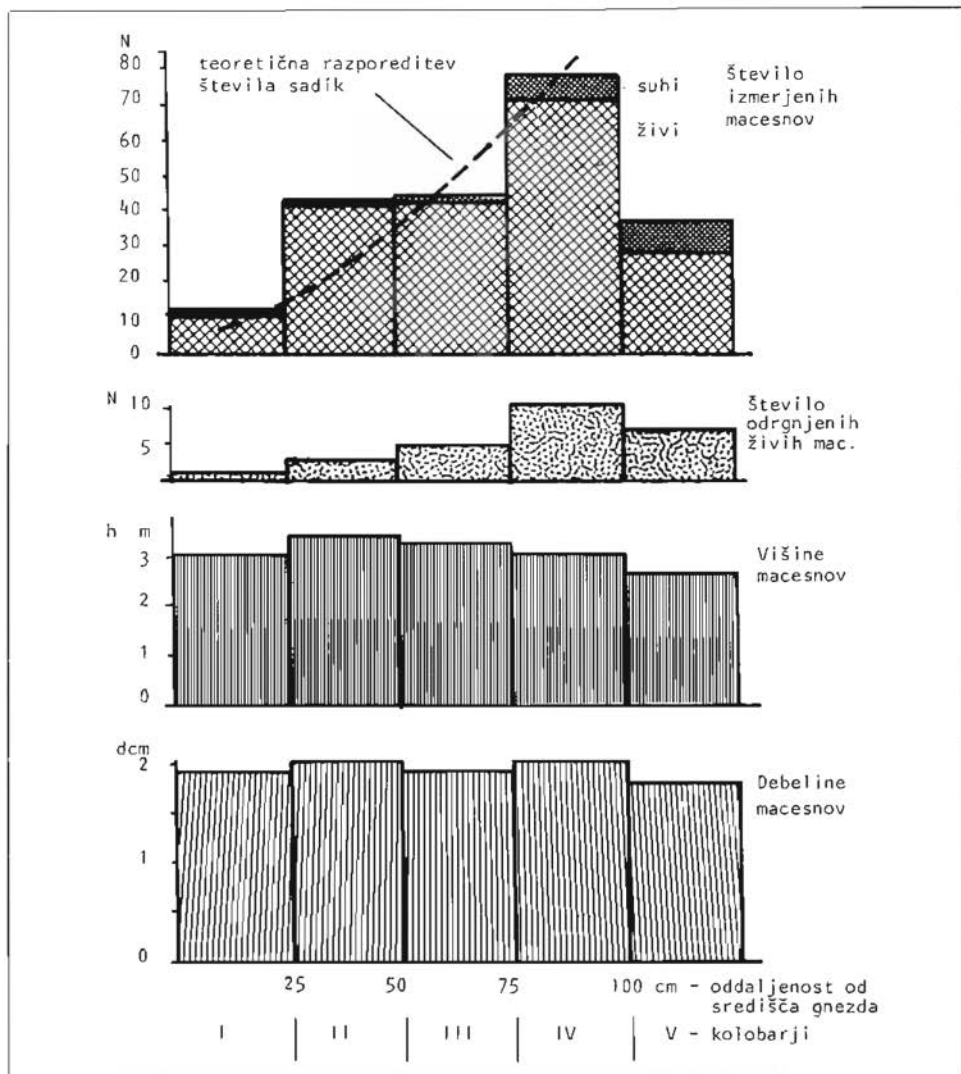 N
80
70
60
50
40
30
20
10
0
teoretična razporeditev
števila sadik
suhi
živi
Število
izmerjenih
macesnov
N 10
5
Število
odrgnjenih
živih mac.
h m
3
2
1
0
Višine
macesnov
dcm
2
1
0
Debeline
macesnov
25 50 75 100 cm - oddaljenost od
središča gnezda
I II III IV V - kolobarji